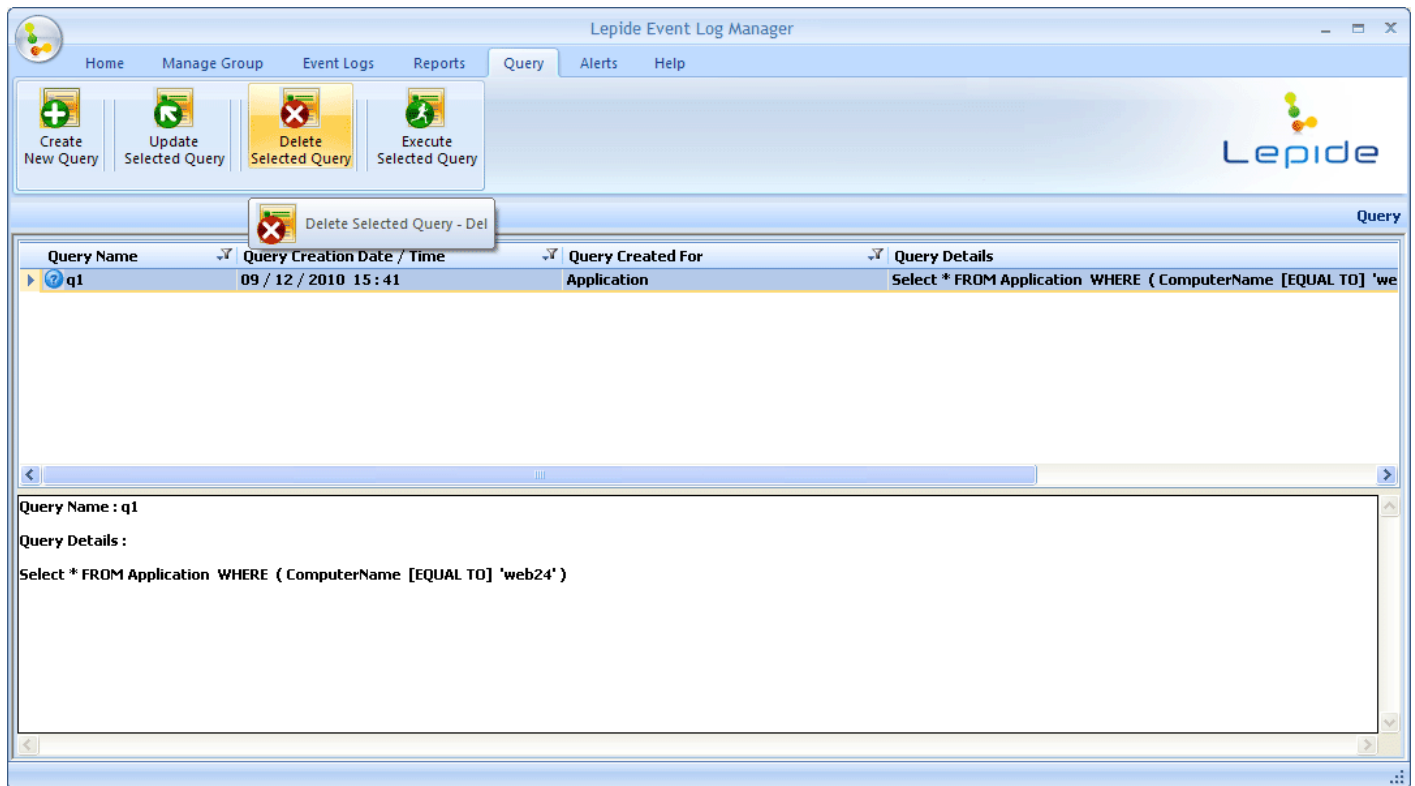 Lepide Event Log Manager
Home Manage Group Event Logs Reports Query Alerts Help
Create New Query
Update Selected Query
Delete Selected Query
Execute Selected Query
Lepide
Delete Selected Query - Del
Query
Query Name Query Creation Date / Time Query Created For Query Details
q1 09 / 12 / 2010 15 : 41 Application Select * FROM Application WHERE ( ComputerName [EQUAL TO] 'we
Query Name : q1
Query Details :
Select * FROM Application WHERE ( ComputerName [EQUAL TO] 'web24' )